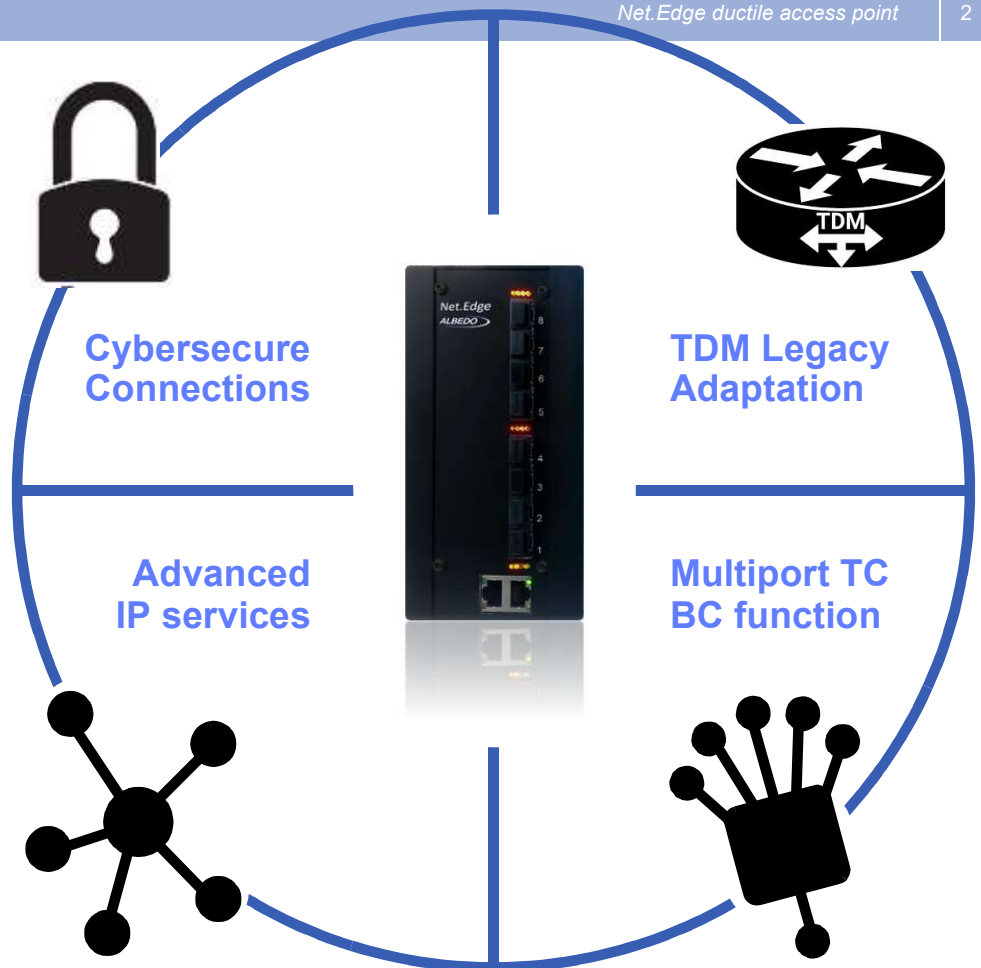 Net.Edge ductile access point 2
TDM
Cybersecure
Connections
TDM Legacy
Adaptation
Net.Edge
ALBEDO
8
7
6
5
4
3
2
1
Advanced
IP services
Multiport TC
BC function